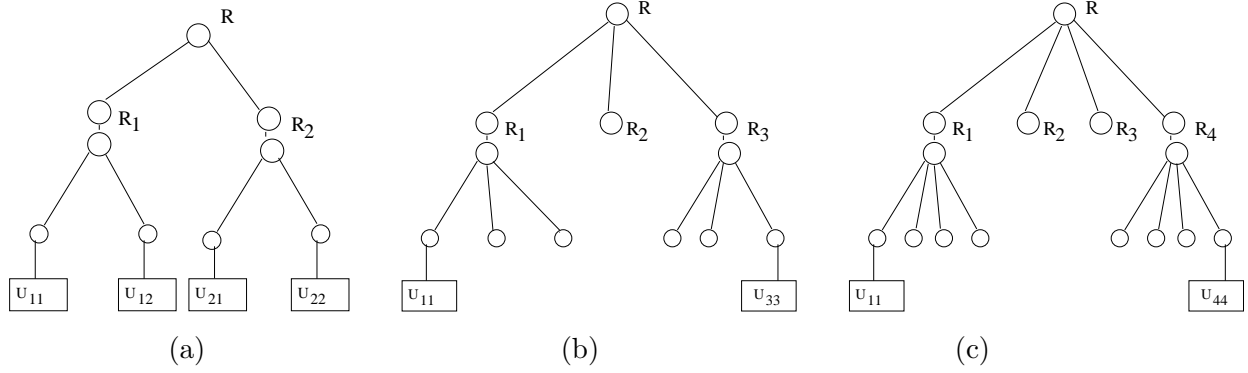 R R R
R1 R2 R1 R2 R3 R1 R2 R3 R4
U11 U12 U21 U22 U11 U33 U11 U44
(a) (b) (c)